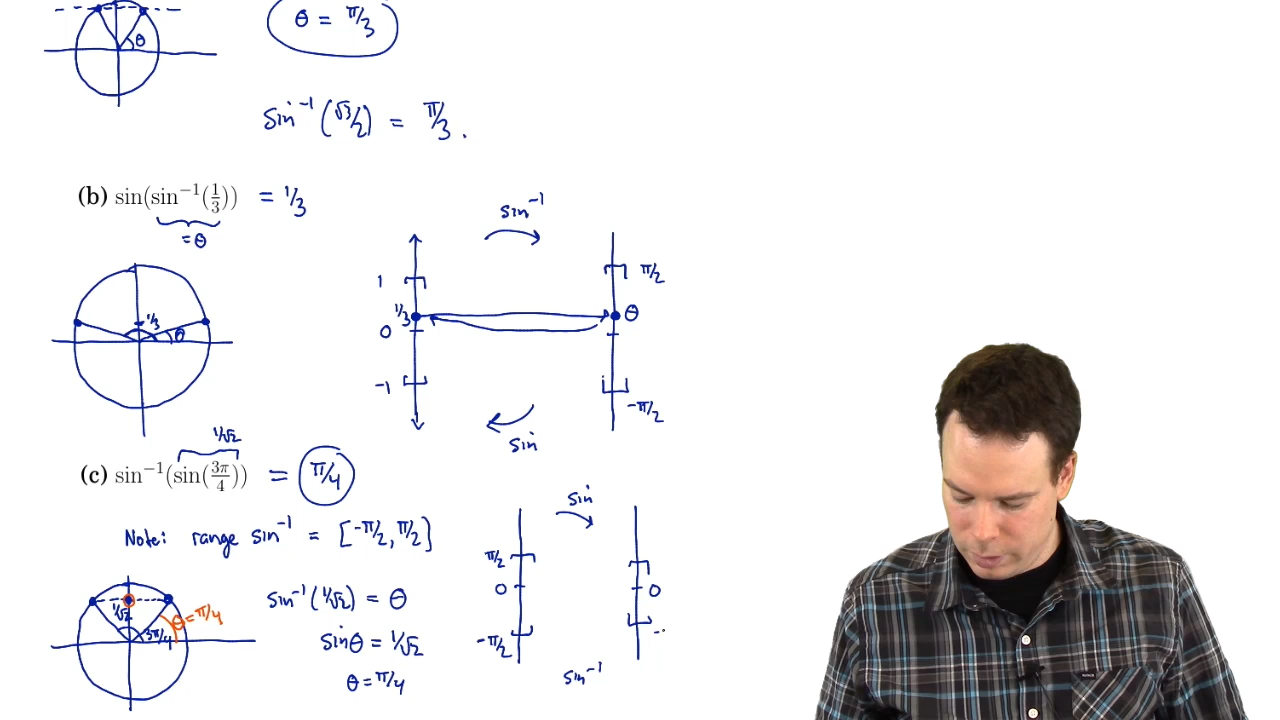 θ = π/3
θ
sin⁻¹(√3/2) = π/3.
(b) sin(sin⁻¹(1/3)) = 1/3
= θ
sin⁻¹
1
π/2
1/3
θ
0
1/3
θ
-1
-π/2
sin
1/√2
(c) sin⁻¹(sin(3π/4)) = π/4
sin
Note: range sin⁻¹ = [-π/2, π/2]
π/2
0
0
sin⁻¹(1/√2) = θ
1/√2
θ = π/4
3π/4
sinθ = 1/√2
-π/2
θ = π/4
sin⁻¹